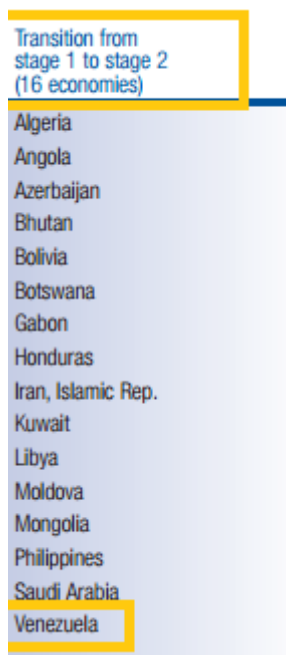 Transition from
stage 1 to stage 2
(16 economies)
Algeria
Angola
Azerbaijan
Bhutan
Bolivia
Botswana
Gabon
Honduras
Iran, Islamic Rep.
Kuwait
Libya
Moldova
Mongolia
Philippines
Saudi Arabia
Venezuela